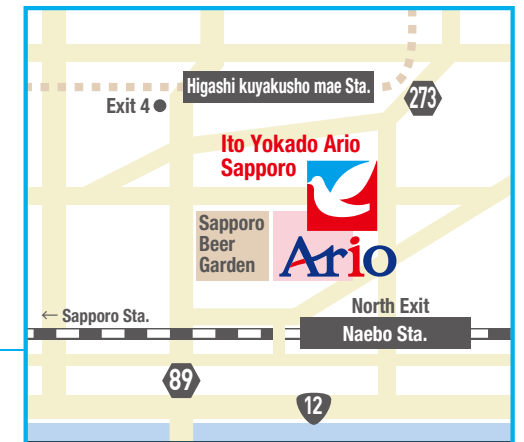 Higashi kuyakusho mae Sta.
Exit 4
273
Ito Yokado Ario
Sapporo
Sapporo
Beer
Garden
Ario
North Exit
← Sapporo Sta.
Naebo Sta.
89
12